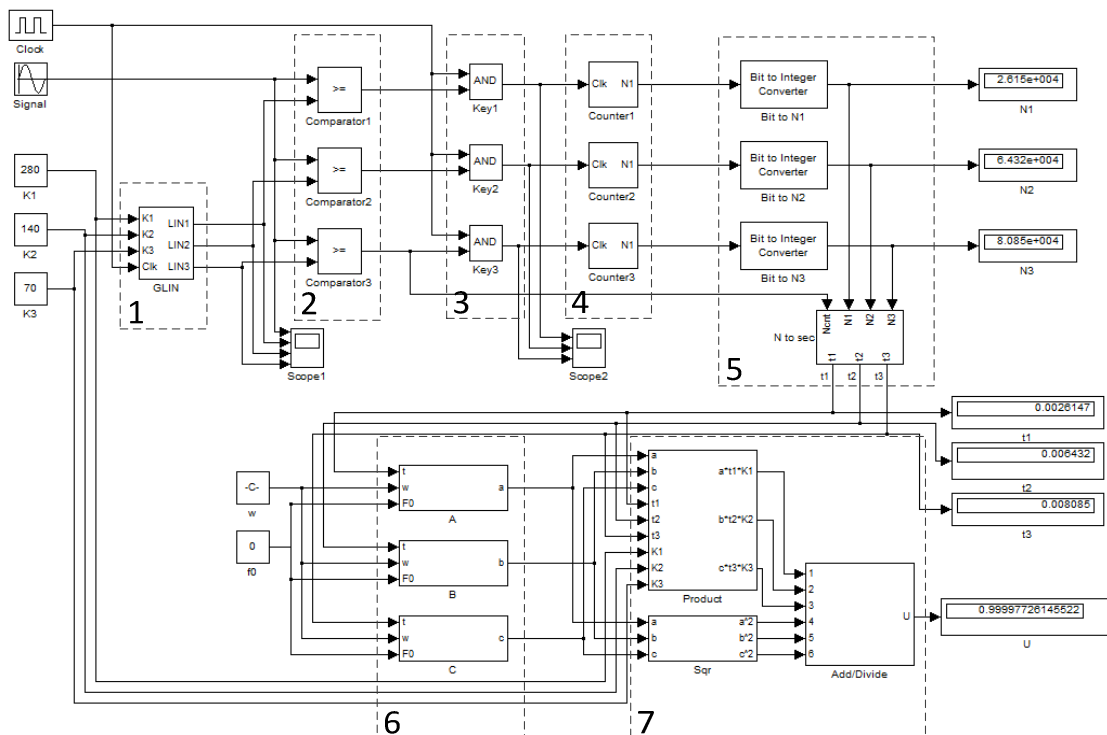 Clock
Signal
280
K1
140
K2
70
K3
K1
K2
K3
Clk
LIN1
LIN2
LIN3
GLIN
1
>=
Comparator1
>=
Comparator2
>=
Comparator3
2
Scope1
AND
Key1
AND
Key2
AND
Key3
3
Clk N1
Counter1
Clk N1
Counter2
Clk N1
Counter3
4
Scope2
Bit to Integer
Converter
Bit to N1
Bit to Integer
Converter
Bit to N2
Bit to Integer
Converter
Bit to N3
Ncnt N1 N2 N3
N to sec
t1 t2 t3
t1 t2 t3
5
2.615e+004
N1
6.432e+004
N2
8.085e+004
N3
0.0026147
t1
0.006432
t2
0.008085
t3
-C-
w
0
f0
t
w
F0
a
A
t
w
F0
b
B
t
w
F0
c
C
6
a
b
c
t1
t2
t3
K1
K2
K3
a*t1*K1
b*t2*K2
c*t3*K3
Product
a
b
c
a^2
b^2
c^2
Sqr
1
2
3
4
5
6
U
Add/Divide
7
0.99997726145522
U